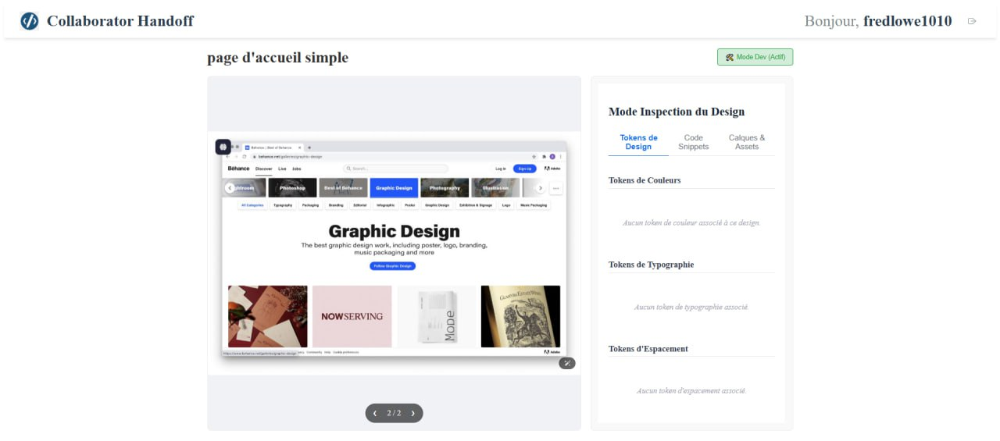 Collaborator Handoff
Bonjour, fredlowe1010
page d'accueil simple
Mode Dev (Actif)
Behance :: Best of Behance
behance.net/galleries/graphic-design
Bēhance Discover Live Jobs Search... Log In Sign Up Adobe
Lightroom Photoshop Best of Behance Graphic Design Photography Illustration
All Categories Typography Packaging Branding Editorial Infographic Poster Graphic Design Exhibition & Signage Logo Music Packaging
Graphic Design
The best graphic design work, including poster, logo, branding,
music packaging and more
Follow Graphic Design
NOW SERVING
Mode
https://www.behance.net/galleries/graphic-design
Community Help Cookie preferences
Adobe
2 / 2
Mode Inspection du Design
Tokens de
Design
Code
Snippets
Calques &
Assets
Tokens de Couleurs
Aucun token de couleur associé à ce design.
Tokens de Typographie
Aucun token de typographie associé.
Tokens d'Espacement
Aucun token d'espacement associé.